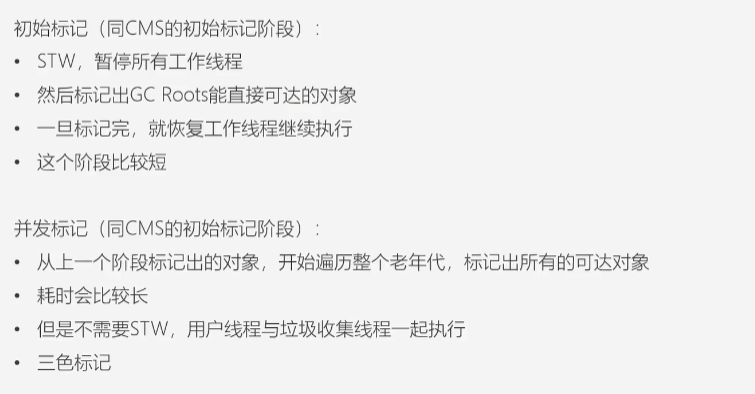 初始标记（同CMS的初始标记阶段）：
• STW，暂停所有工作线程
• 然后标记出GC Roots能直接可达的对象
• 一旦标记完，就恢复工作线程继续执行
• 这个阶段比较短
并发标记（同CMS的初始标记阶段）：
• 从上一个阶段标记出的对象，开始遍历整个老年代，标记出所有的可达对象
• 耗时会比较长
• 但是不需要STW，用户线程与垃圾收集线程一起执行
• 三色标记